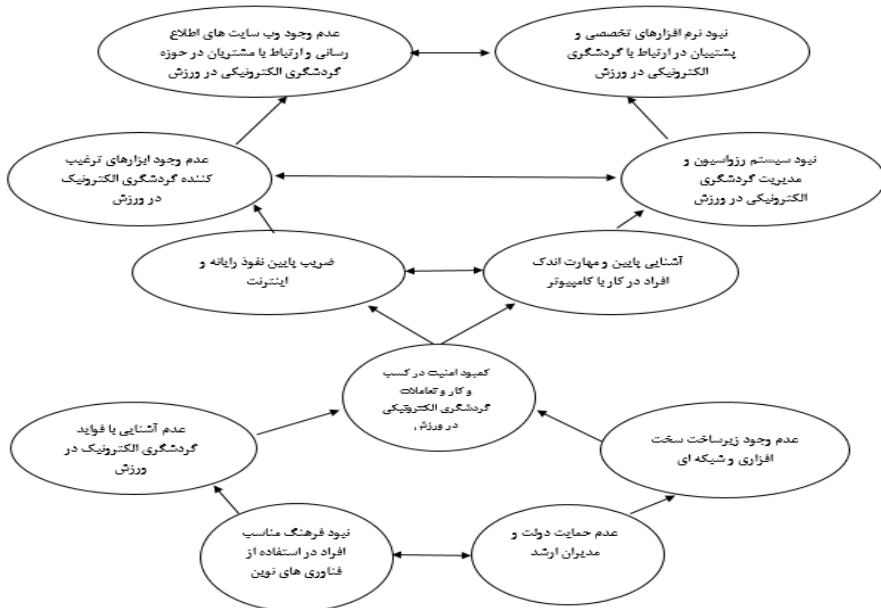 نبود نرم افزارهای تخصصی و
پشتیبان در ارتباط با گردشگری
الکترونیکی در ورزش
عدم وجود وب سایت های اطلاع
رسانی و ارتباط با مشتریان در حوزه
گردشگری الکترونیکی در ورزش
نبود سیستم رزواسیون و
مدیریت گردشگری
الکترونیکی در ورزش
عدم وجود ابزارهای ترغیب
کننده گردشگری الکترونیک
در ورزش
آشنایی پایین و مهارت اندک
افراد در کار با کامپیوتر
ضریب پایین نفوذ رایانه و
اینترنت
کمبود امنیت در کسب
و کار و تعاملات
گردشگری الکترونیکی
در ورزش
عدم وجود زیرساخت سخت
افزاری و شبکه ای
عدم آشنایی با فواید
گردشگری الکترونیک در
ورزش
عدم حمایت دولت و
مدیران ارشد
نبود فرهنگ مناسب
افراد در استفاده از
فناوری های نوین